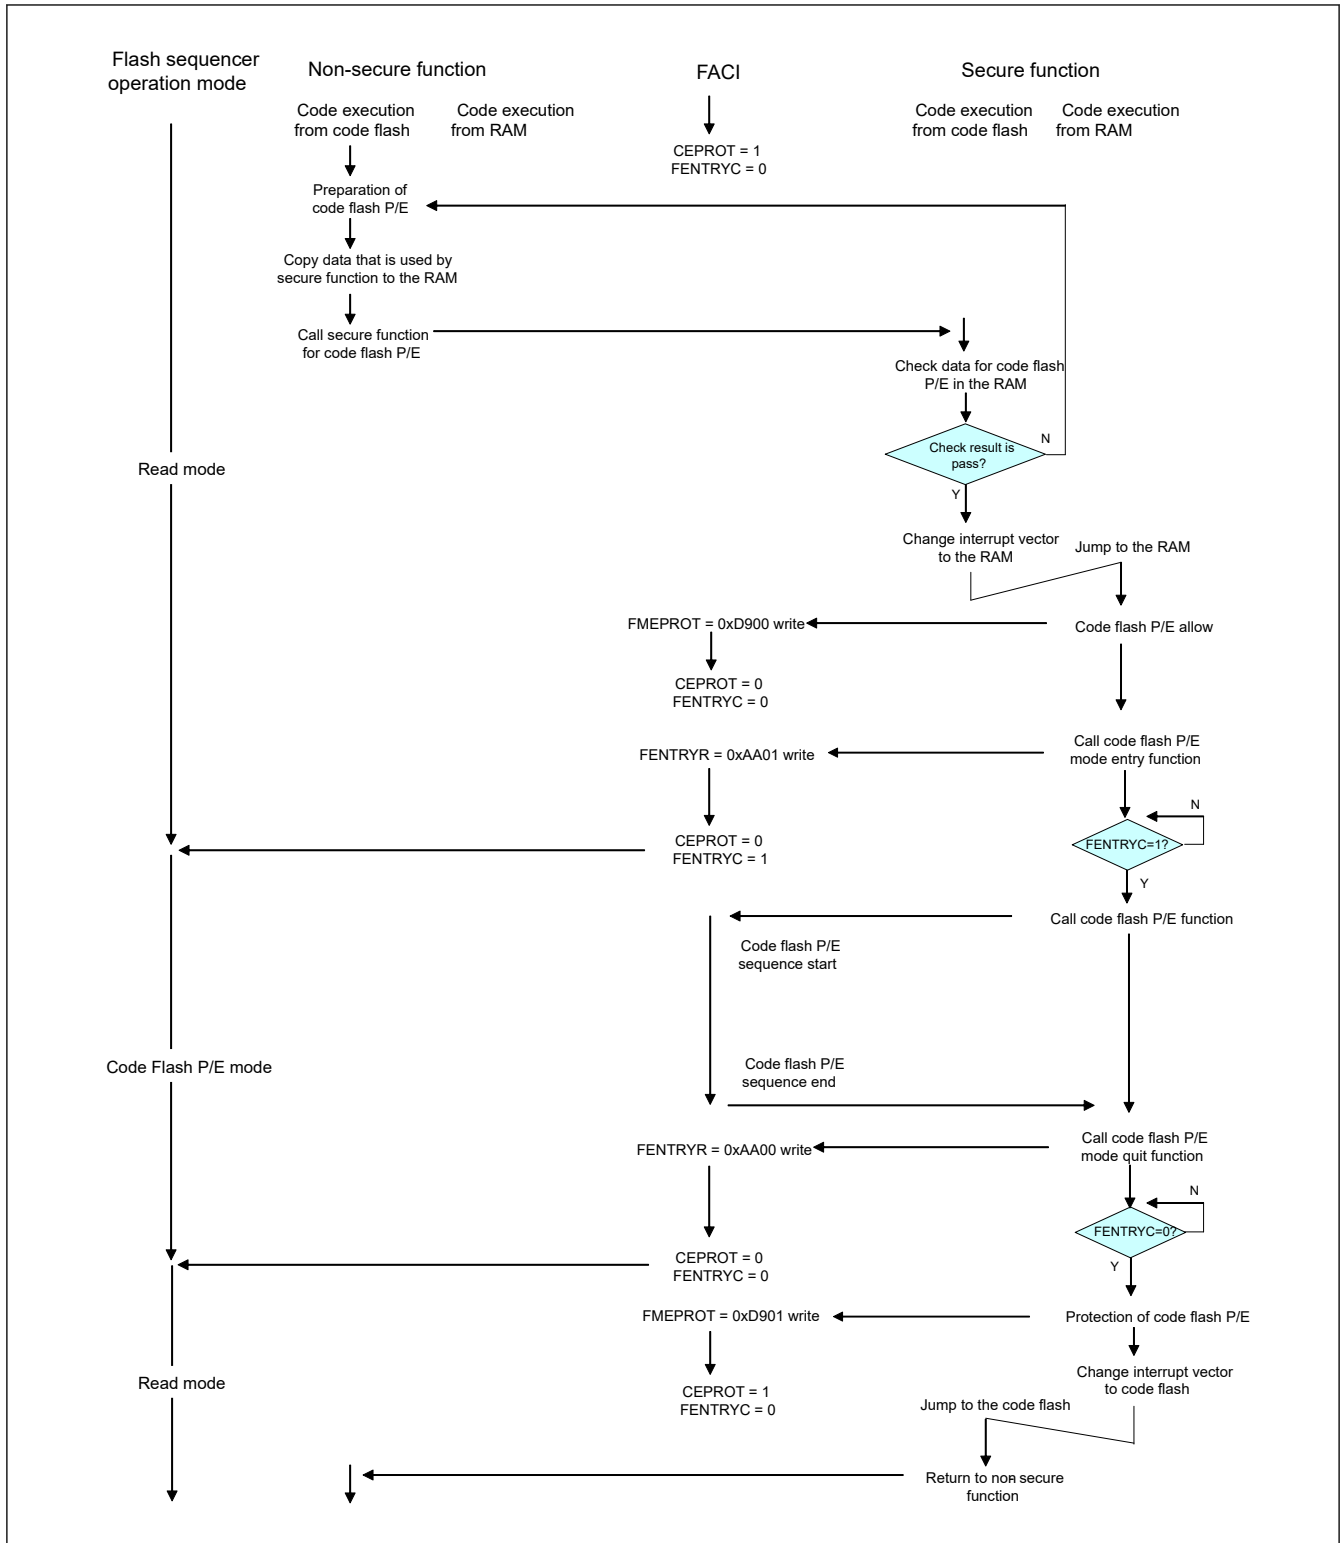 Flash sequencer
operation mode
Non-secure function
FACI
Secure function
Code execution
from code flash
Code execution
from RAM
Code execution
from code flash
Code execution
from RAM
CEPROT = 1
FENTRYC = 0
Preparation of
code flash P/E
Copy data that is used by
secure function to the RAM
Call secure function
for code flash P/E
Check data for code flash
P/E in the RAM
N
Check result is
pass?
Read mode
Y
Change interrupt vector
to the RAM
Jump to the RAM
FMEPROT = 0xD900 write
Code flash P/E allow
CEPROT = 0
FENTRYC = 0
FENTRYR = 0xAA01 write
Call code flash P/E
mode entry function
N
CEPROT = 0
FENTRYC = 1
FENTRYC=1?
Y
Call code flash P/E function
Code flash P/E
sequence start
Code Flash P/E mode
Code flash P/E
sequence end
FENTRYR = 0xAA00 write
Call code flash P/E
mode quit function
N
FENTRYC=0?
CEPROT = 0
FENTRYC = 0
Y
FMEPROT = 0xD901 write
Protection of code flash P/E
Read mode
Change interrupt vector
to code flash
CEPROT = 1
FENTRYC = 0
Jump to the code flash
Return to non-secure
function